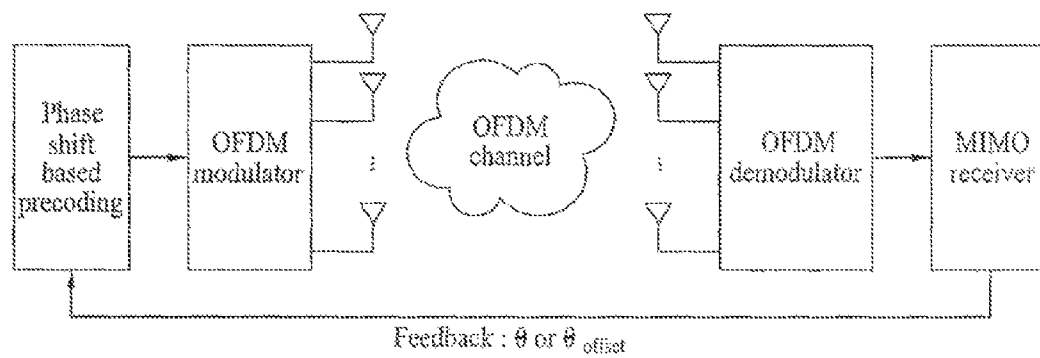 Phase
shift
based
precoding
OFDM
modulator
OFDM
channel
OFDM
demodulator
MIMO
receiver
Feedback : θ or θ offset